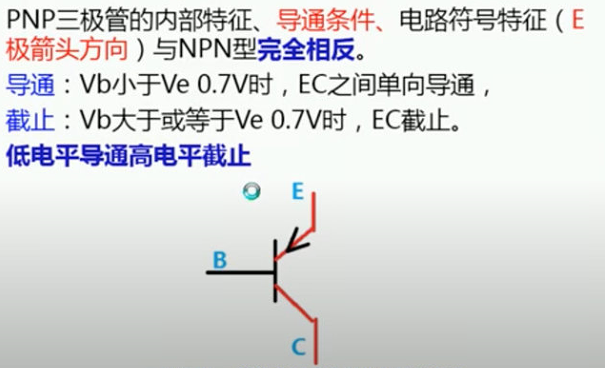 PNP三极管的内部特征、导通条件、电路符号特征（E
极箭头方向）与NPN型完全相反。
导通：Vb小于Ve 0.7V时，EC之间单向导通，
截止：Vb大于或等于Ve 0.7V时，EC截止。
低电平导通高电平截止
E
B
C